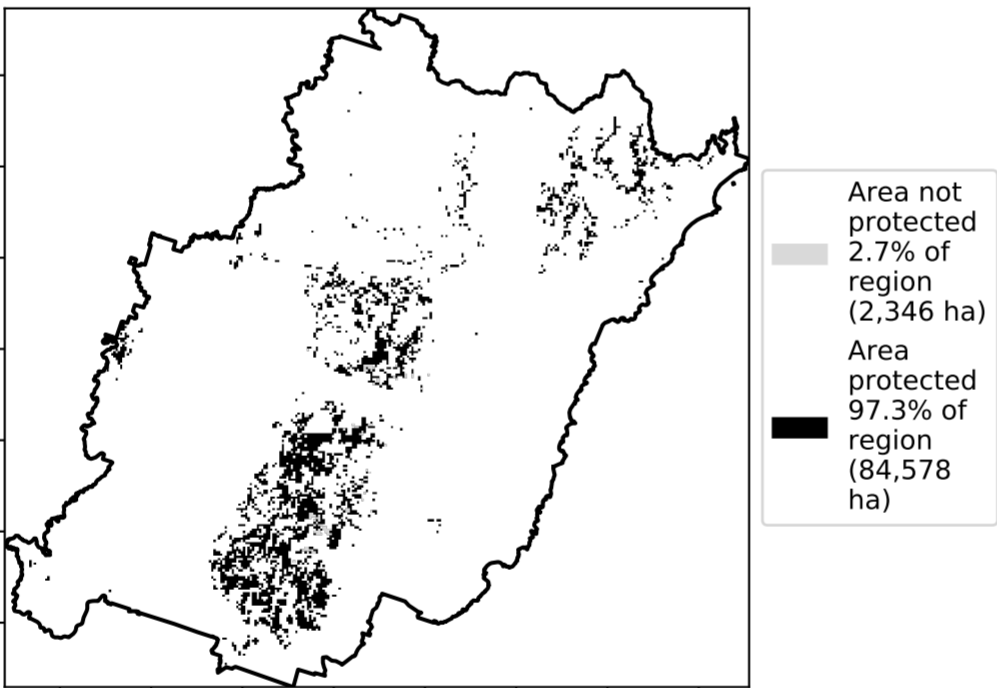 Area not
protected
2.7% of
region
(2,346 ha)
Area
protected
97.3% of
region
(84,578
ha)